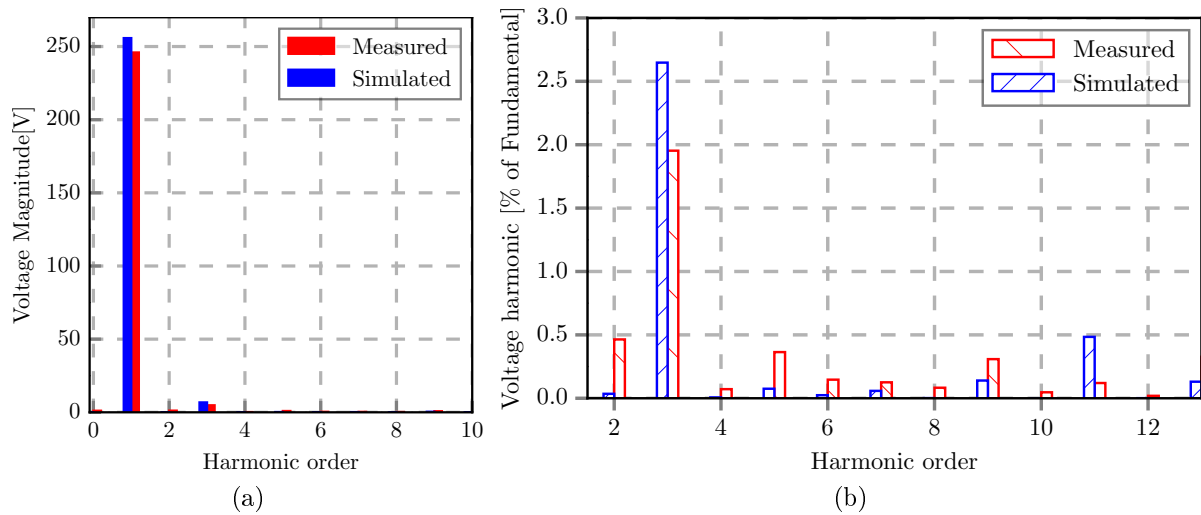 Voltage Magnitude[V]
250
200
150
100
50
0
Measured
Simulated
0 2 4 6 8 10
Harmonic order
(a)
Voltage harmonic [% of Fundamental]
3.0
2.5
2.0
1.5
1.0
0.5
0.0
Measured
Simulated
2 4 6 8 10 12
Harmonic order
(b)